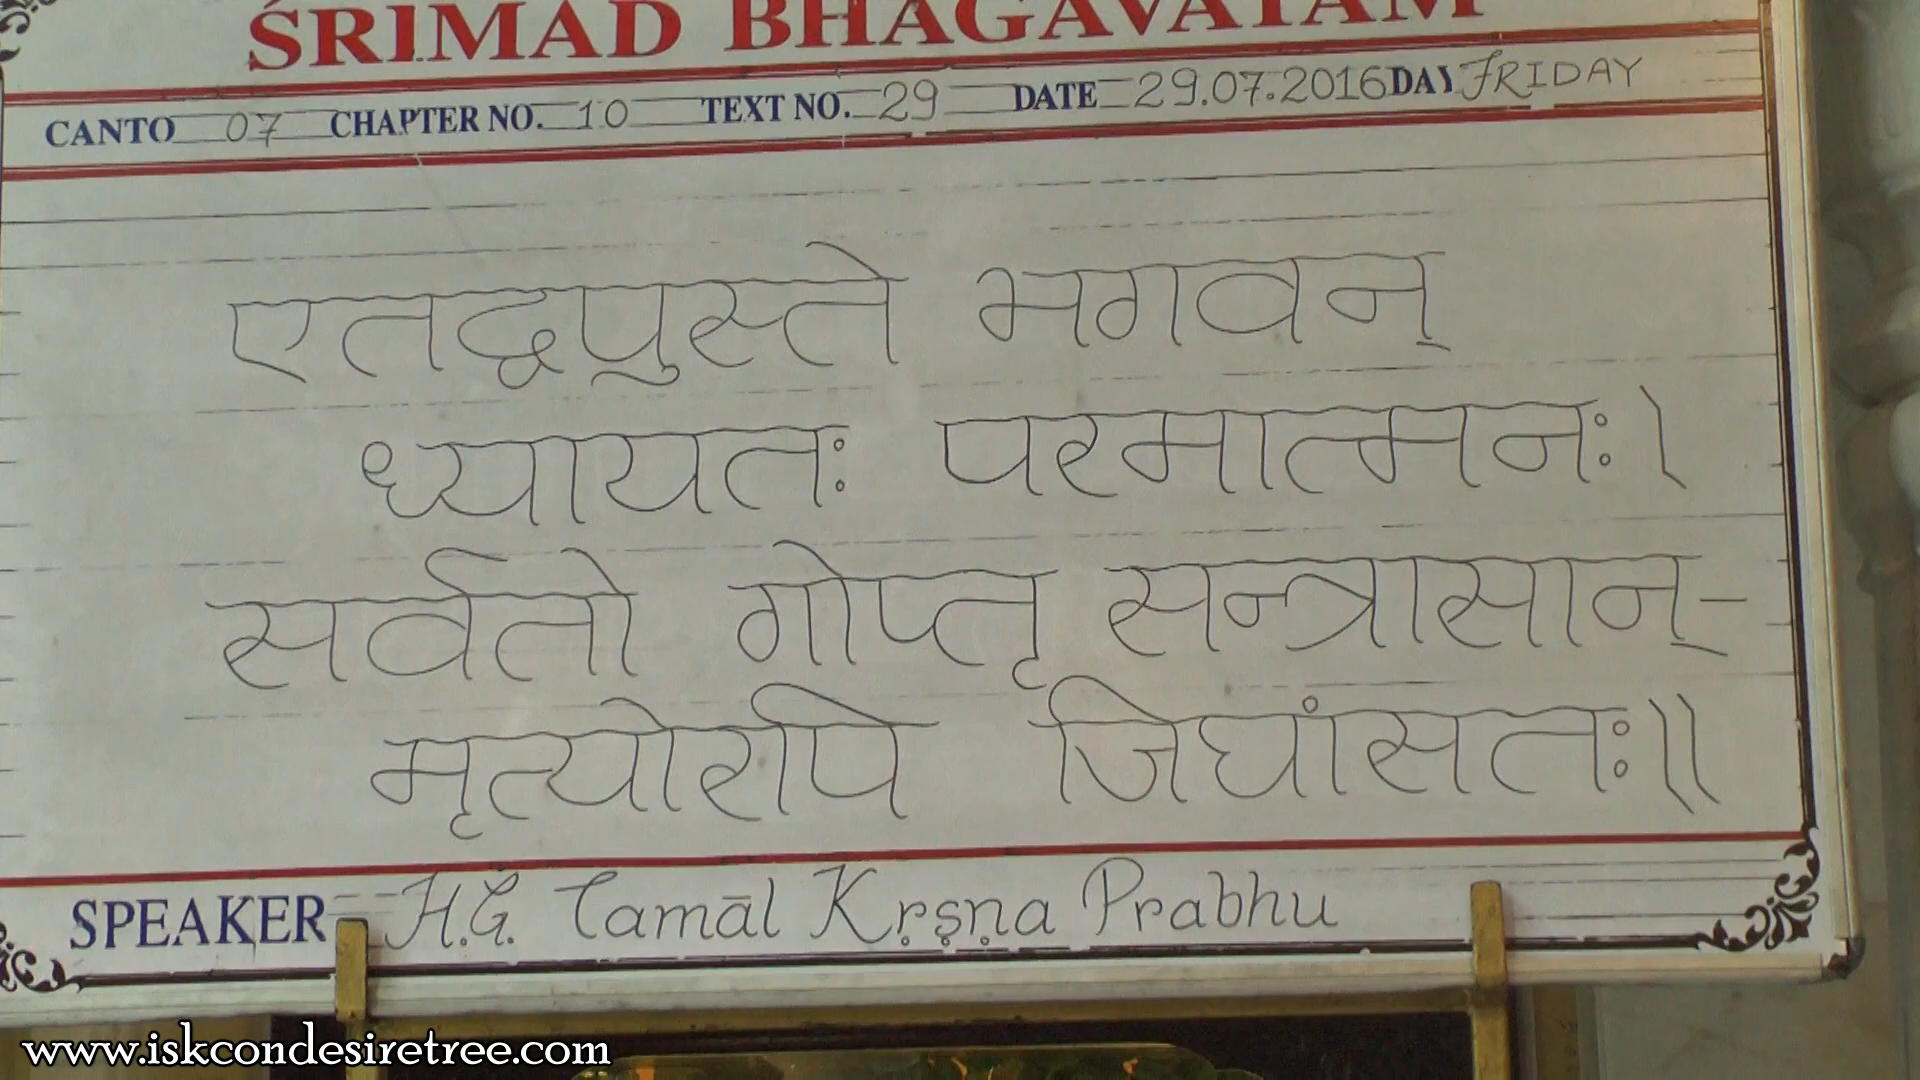 ŚRIMAD BHAGAVATAM
CANTO 07 CHAPTER NO. 10 TEXT NO. 29 DATE 29.07.2016 DAY FRIDAY
एतद्वपुस्ते भगवन्
ध्यायतः परमात्मनः।
सर्वतो गोप्तृ सन्त्रासान्-
मृत्योरपि जिघांसतः॥
SPEAKER H.G. Tamāl Kṛṣṇa Prabhu
www.iskcondesiretree.com